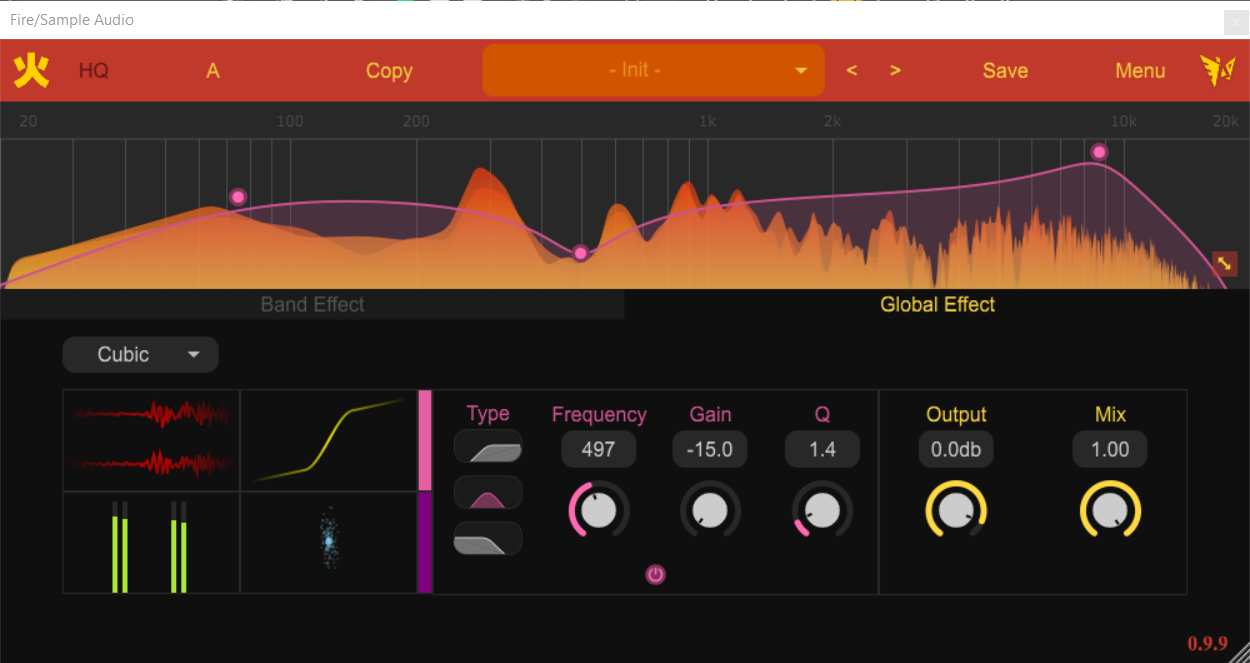 Fire/Sample Audio
火 HQ A Copy - Init - < > Save Menu
20 100 200 1k 2k 10k 20k
Band Effect Global Effect
Cubic
Type Frequency Gain Q Output Mix
497 -15.0 1.4 0.0db 1.00
0.9.9